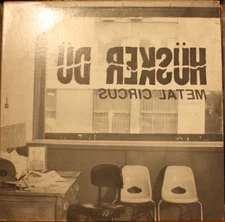 HÜSKER DÜ
METAL CIRCUS